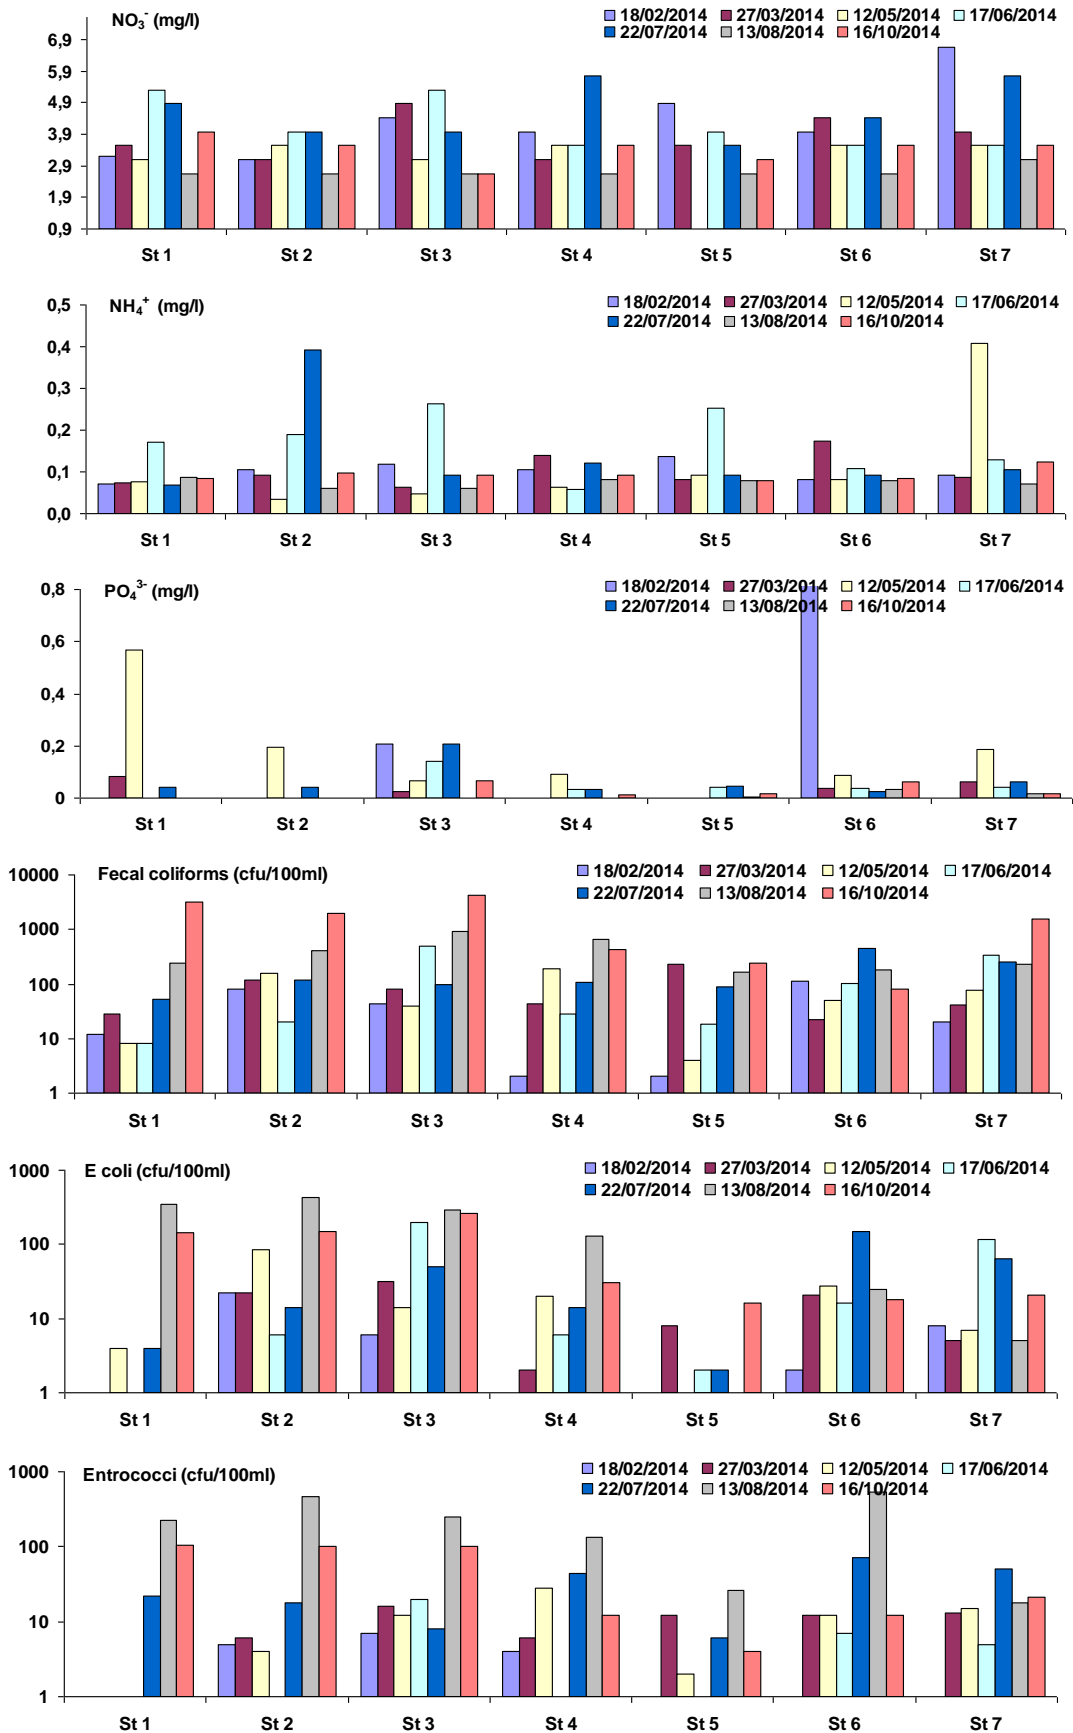 NO₃⁻ (mg/l)
18/02/2014 27/03/2014 12/05/2014 17/06/2014
22/07/2014 13/08/2014 16/10/2014
6,9
5,9
4,9
3,9
2,9
1,9
0,9
St 1 St 2 St 3 St 4 St 5 St 6 St 7
NH₄⁺ (mg/l)
18/02/2014 27/03/2014 12/05/2014 17/06/2014
22/07/2014 13/08/2014 16/10/2014
0,5
0,4
0,3
0,2
0,1
0,0
St 1 St 2 St 3 St 4 St 5 St 6 St 7
PO₄³⁻ (mg/l)
18/02/2014 27/03/2014 12/05/2014 17/06/2014
22/07/2014 13/08/2014 16/10/2014
0,8
0,6
0,4
0,2
0
St 1 St 2 St 3 St 4 St 5 St 6 St 7
Fecal coliforms (cfu/100ml)
18/02/2014 27/03/2014 12/05/2014 17/06/2014
22/07/2014 13/08/2014 16/10/2014
10000
1000
100
10
1
St 1 St 2 St 3 St 4 St 5 St 6 St 7
E coli (cfu/100ml)
18/02/2014 27/03/2014 12/05/2014 17/06/2014
22/07/2014 13/08/2014 16/10/2014
1000
100
10
1
St 1 St 2 St 3 St 4 St 5 St 6 St 7
Entrococci (cfu/100ml)
18/02/2014 27/03/2014 12/05/2014 17/06/2014
22/07/2014 13/08/2014 16/10/2014
1000
100
10
1
St 1 St 2 St 3 St 4 St 5 St 6 St 7